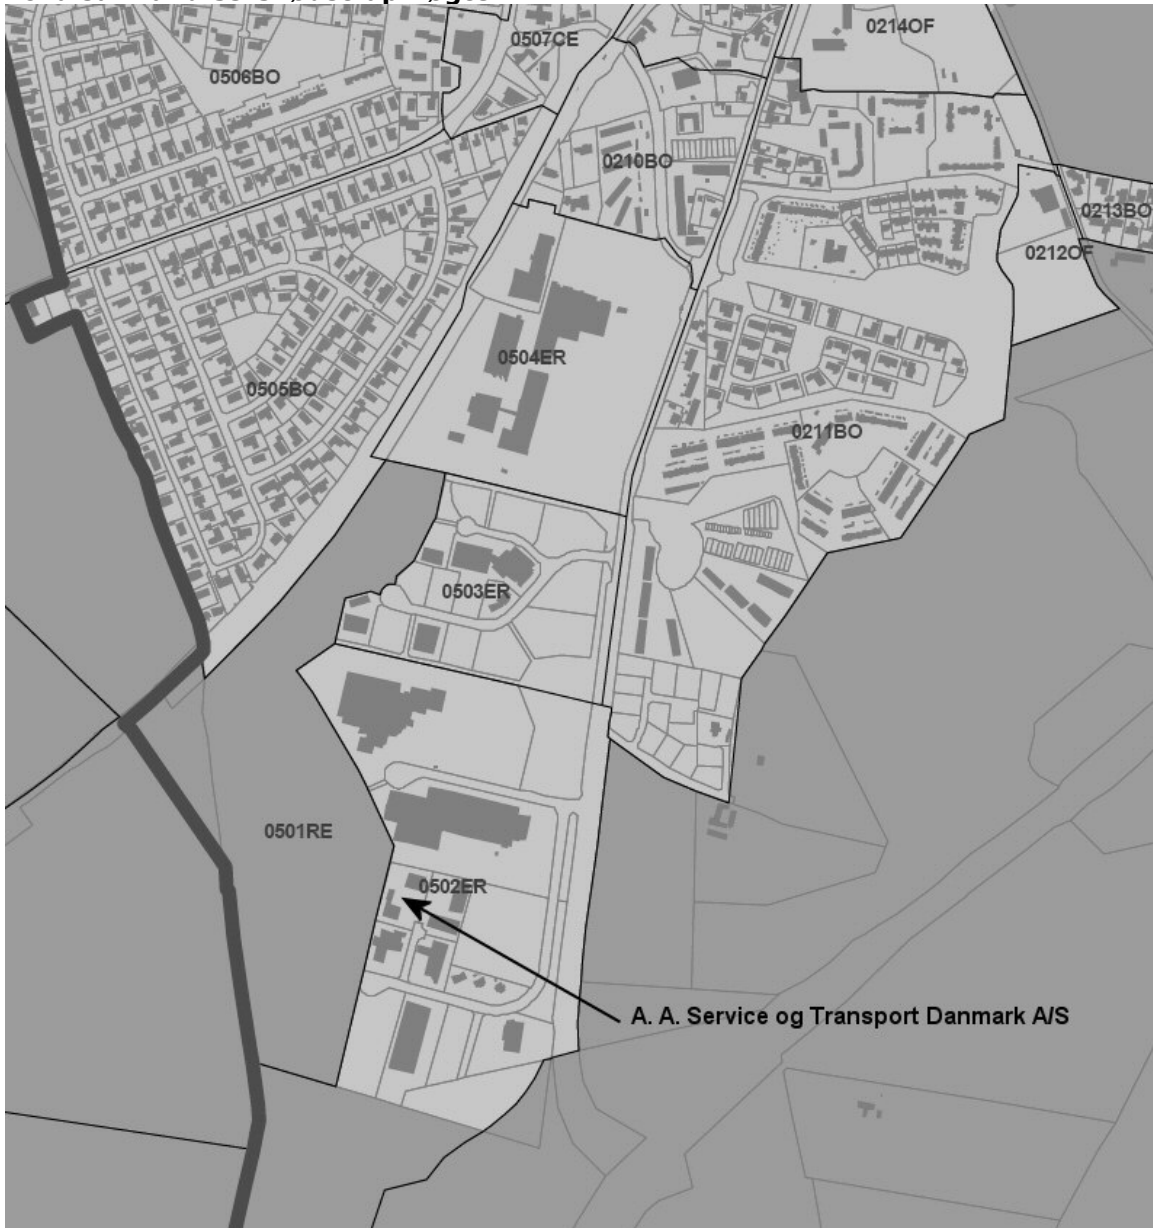 0214OF
0507CE
0506BO
0210BO
0213BO
0212OF
0504ER
0505BO
0211BO
0503ER
0501RE
0502ER
A. A. Service og Transport Danmark A/S